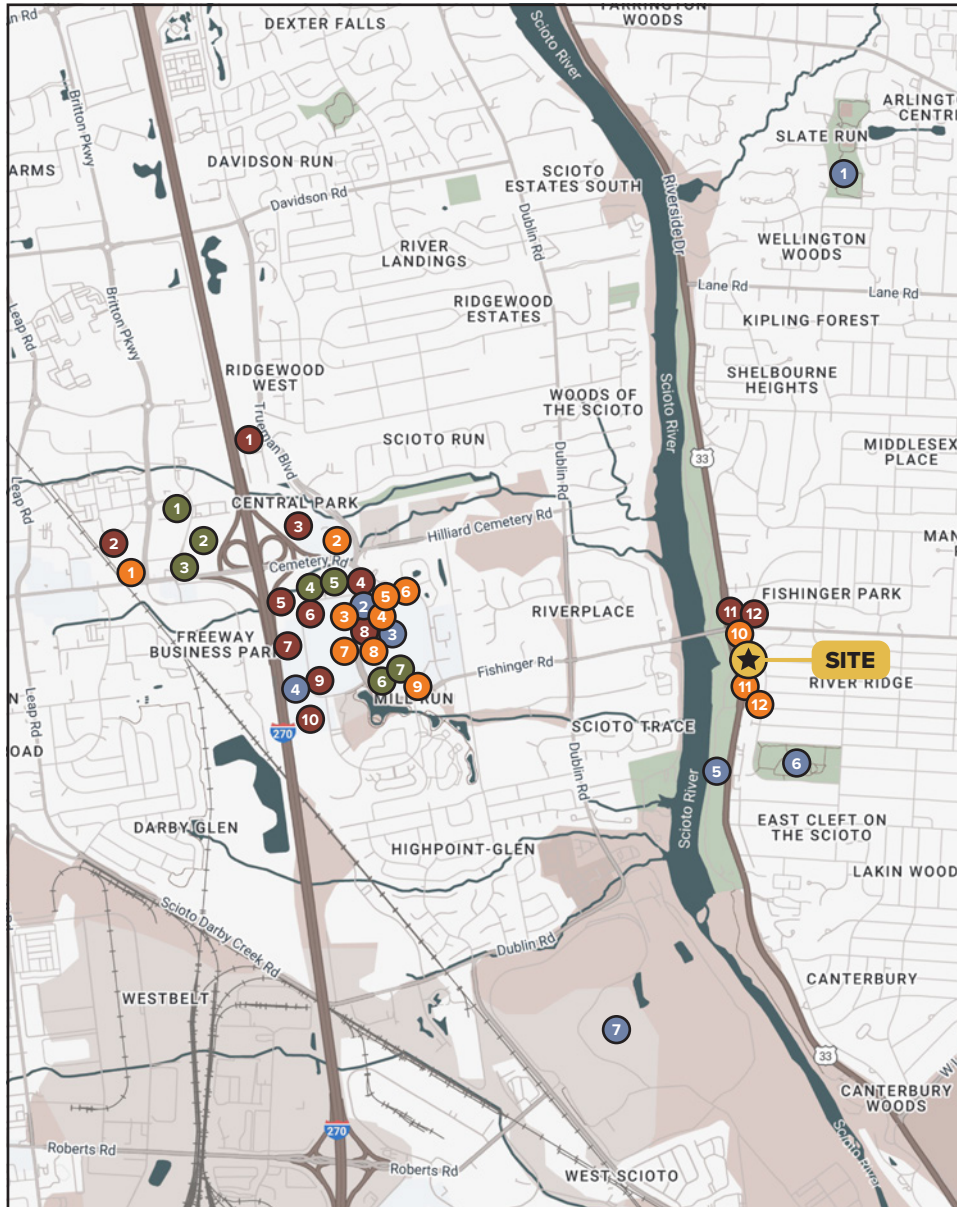 DEXTER FALLS
TARRINGTON
WOODS
Scioto River
Britton Pkwy
ARLINGTON
CENTRE
SLATE RUN
1
ARMS
DAVIDSON RUN
Davidson Rd
SCIOTO
ESTATES SOUTH
Riverside Dr
Dublin Rd
WELLINGTON
WOODS
RIVER
LANDINGS
Lane Rd
Lane Rd
RIDGEWOOD
ESTATES
KIPLING FOREST
Leap Rd
Britton Pkwy
RIDGEWOOD
WEST
SHELBOURNE
HEIGHTS
Scioto River
WOODS OF
THE SCIOTO
Trueman Blvd
1
SCIOTO RUN
MIDDLESEX
PLACE
33
Dublin Rd
Leap Rd
1
CENTRAL PARK
3
2
2
2
Hilliard Cemetery Rd
MAN
PA
1
3
Cemetery Rd
4
5
4
5
6
5
6
3
2
4
RIVERPLACE
FISHINGER PARK
11
12
10
8
3
FREEWAY
BUSINESS PARK
7
7
8
Fishinger Rd
SITE
4
9
6
7
9
MILL RUN
11
12
RIVER RIDGE
N
Leap Rd
10
270
SCIOTO TRACE
OAD
Dublin Rd
5
6
Scioto River
DARBY GLEN
HIGHPOINT-GLEN
EAST CLEFT ON
THE SCIOTO
LAKIN WOOD
Scioto Darby Creek Rd
Dublin Rd
WESTBELT
CANTERBURY
7
33
CANTERBURY
WOODS
270
Roberts Rd
Roberts Rd
WEST SCIOTO
Scioto River